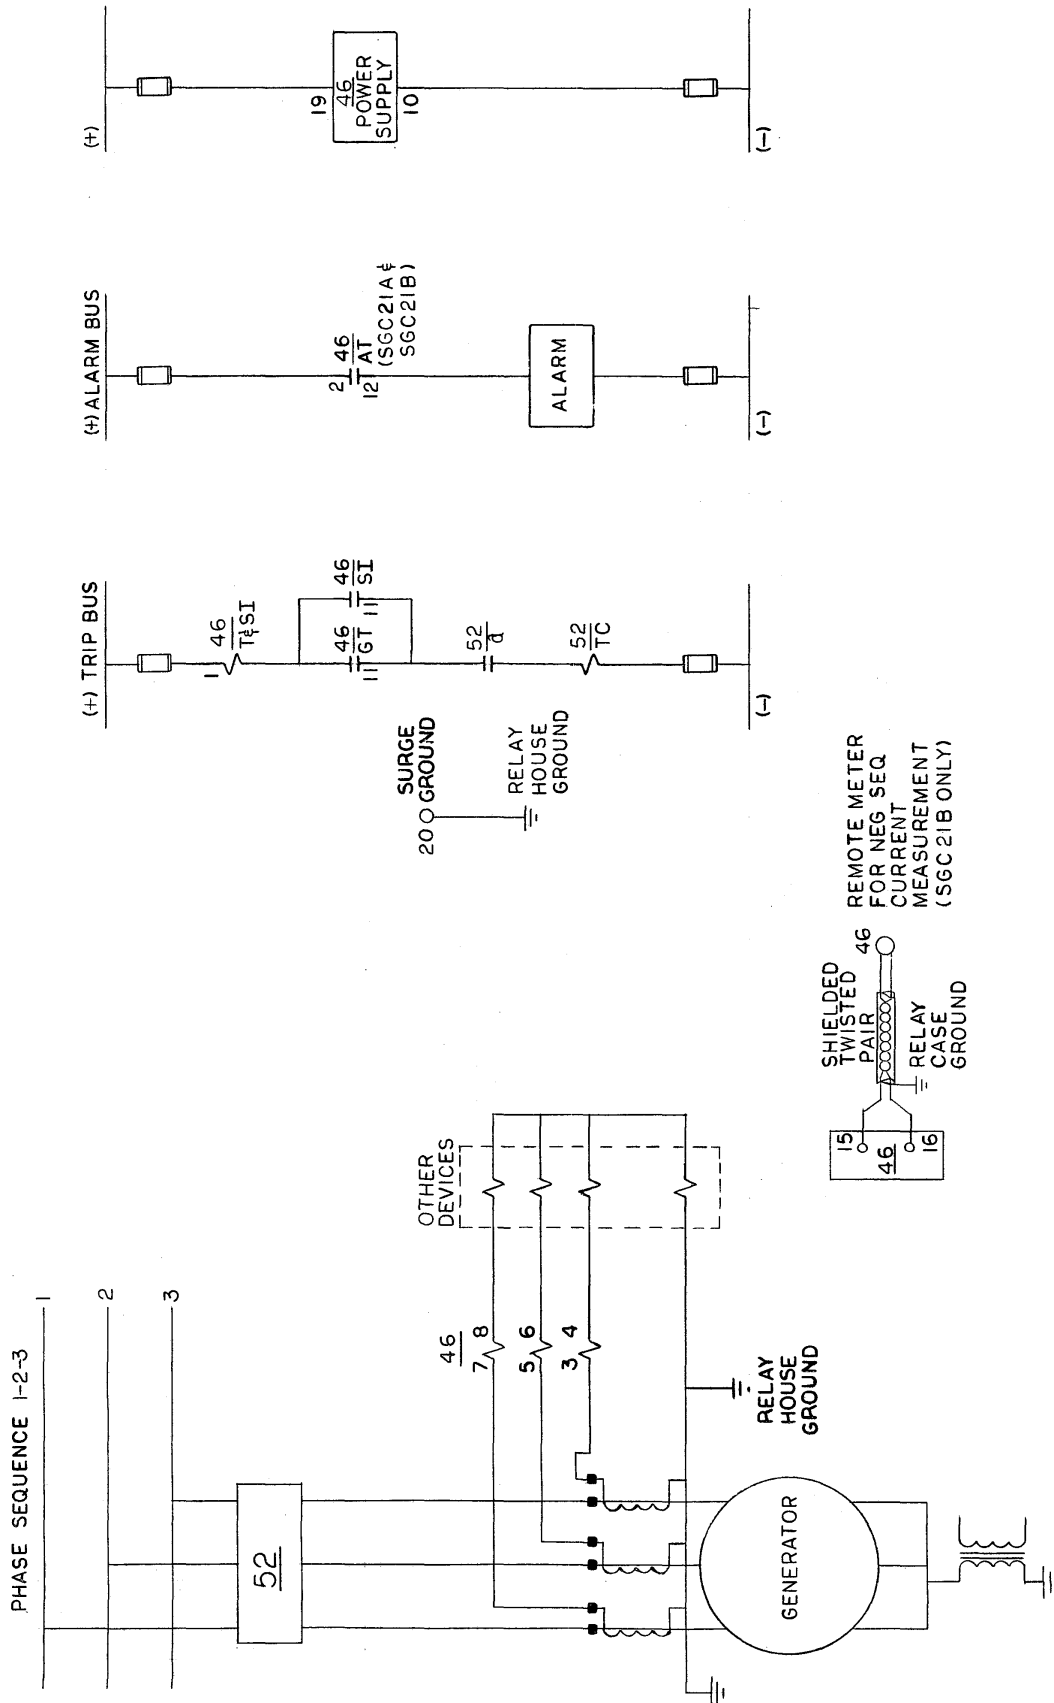 PHASE SEQUENCE 1-2-3
1
2
3
52
46
7 8
5 6
3 4
OTHER
DEVICES
RELAY
HOUSE
GROUND
GENERATOR
15
46
16
SHIELDED
TWISTED
PAIR
46
RELAY
CASE
GROUND
REMOTE METER
FOR NEG SEQ
CURRENT
MEASUREMENT
(SGC 21B ONLY)
20
SURGE
GROUND
RELAY
HOUSE
GROUND
(+) TRIP BUS
1
46
T&SI
46
GT
11
46
SI
11
52
a
52
TC
(-)
(+) ALARM BUS
2
12
46
AT
(SGC21A &
SGC21B)
ALARM
(-)
(+)
19
46
POWER
SUPPLY
10
(-)